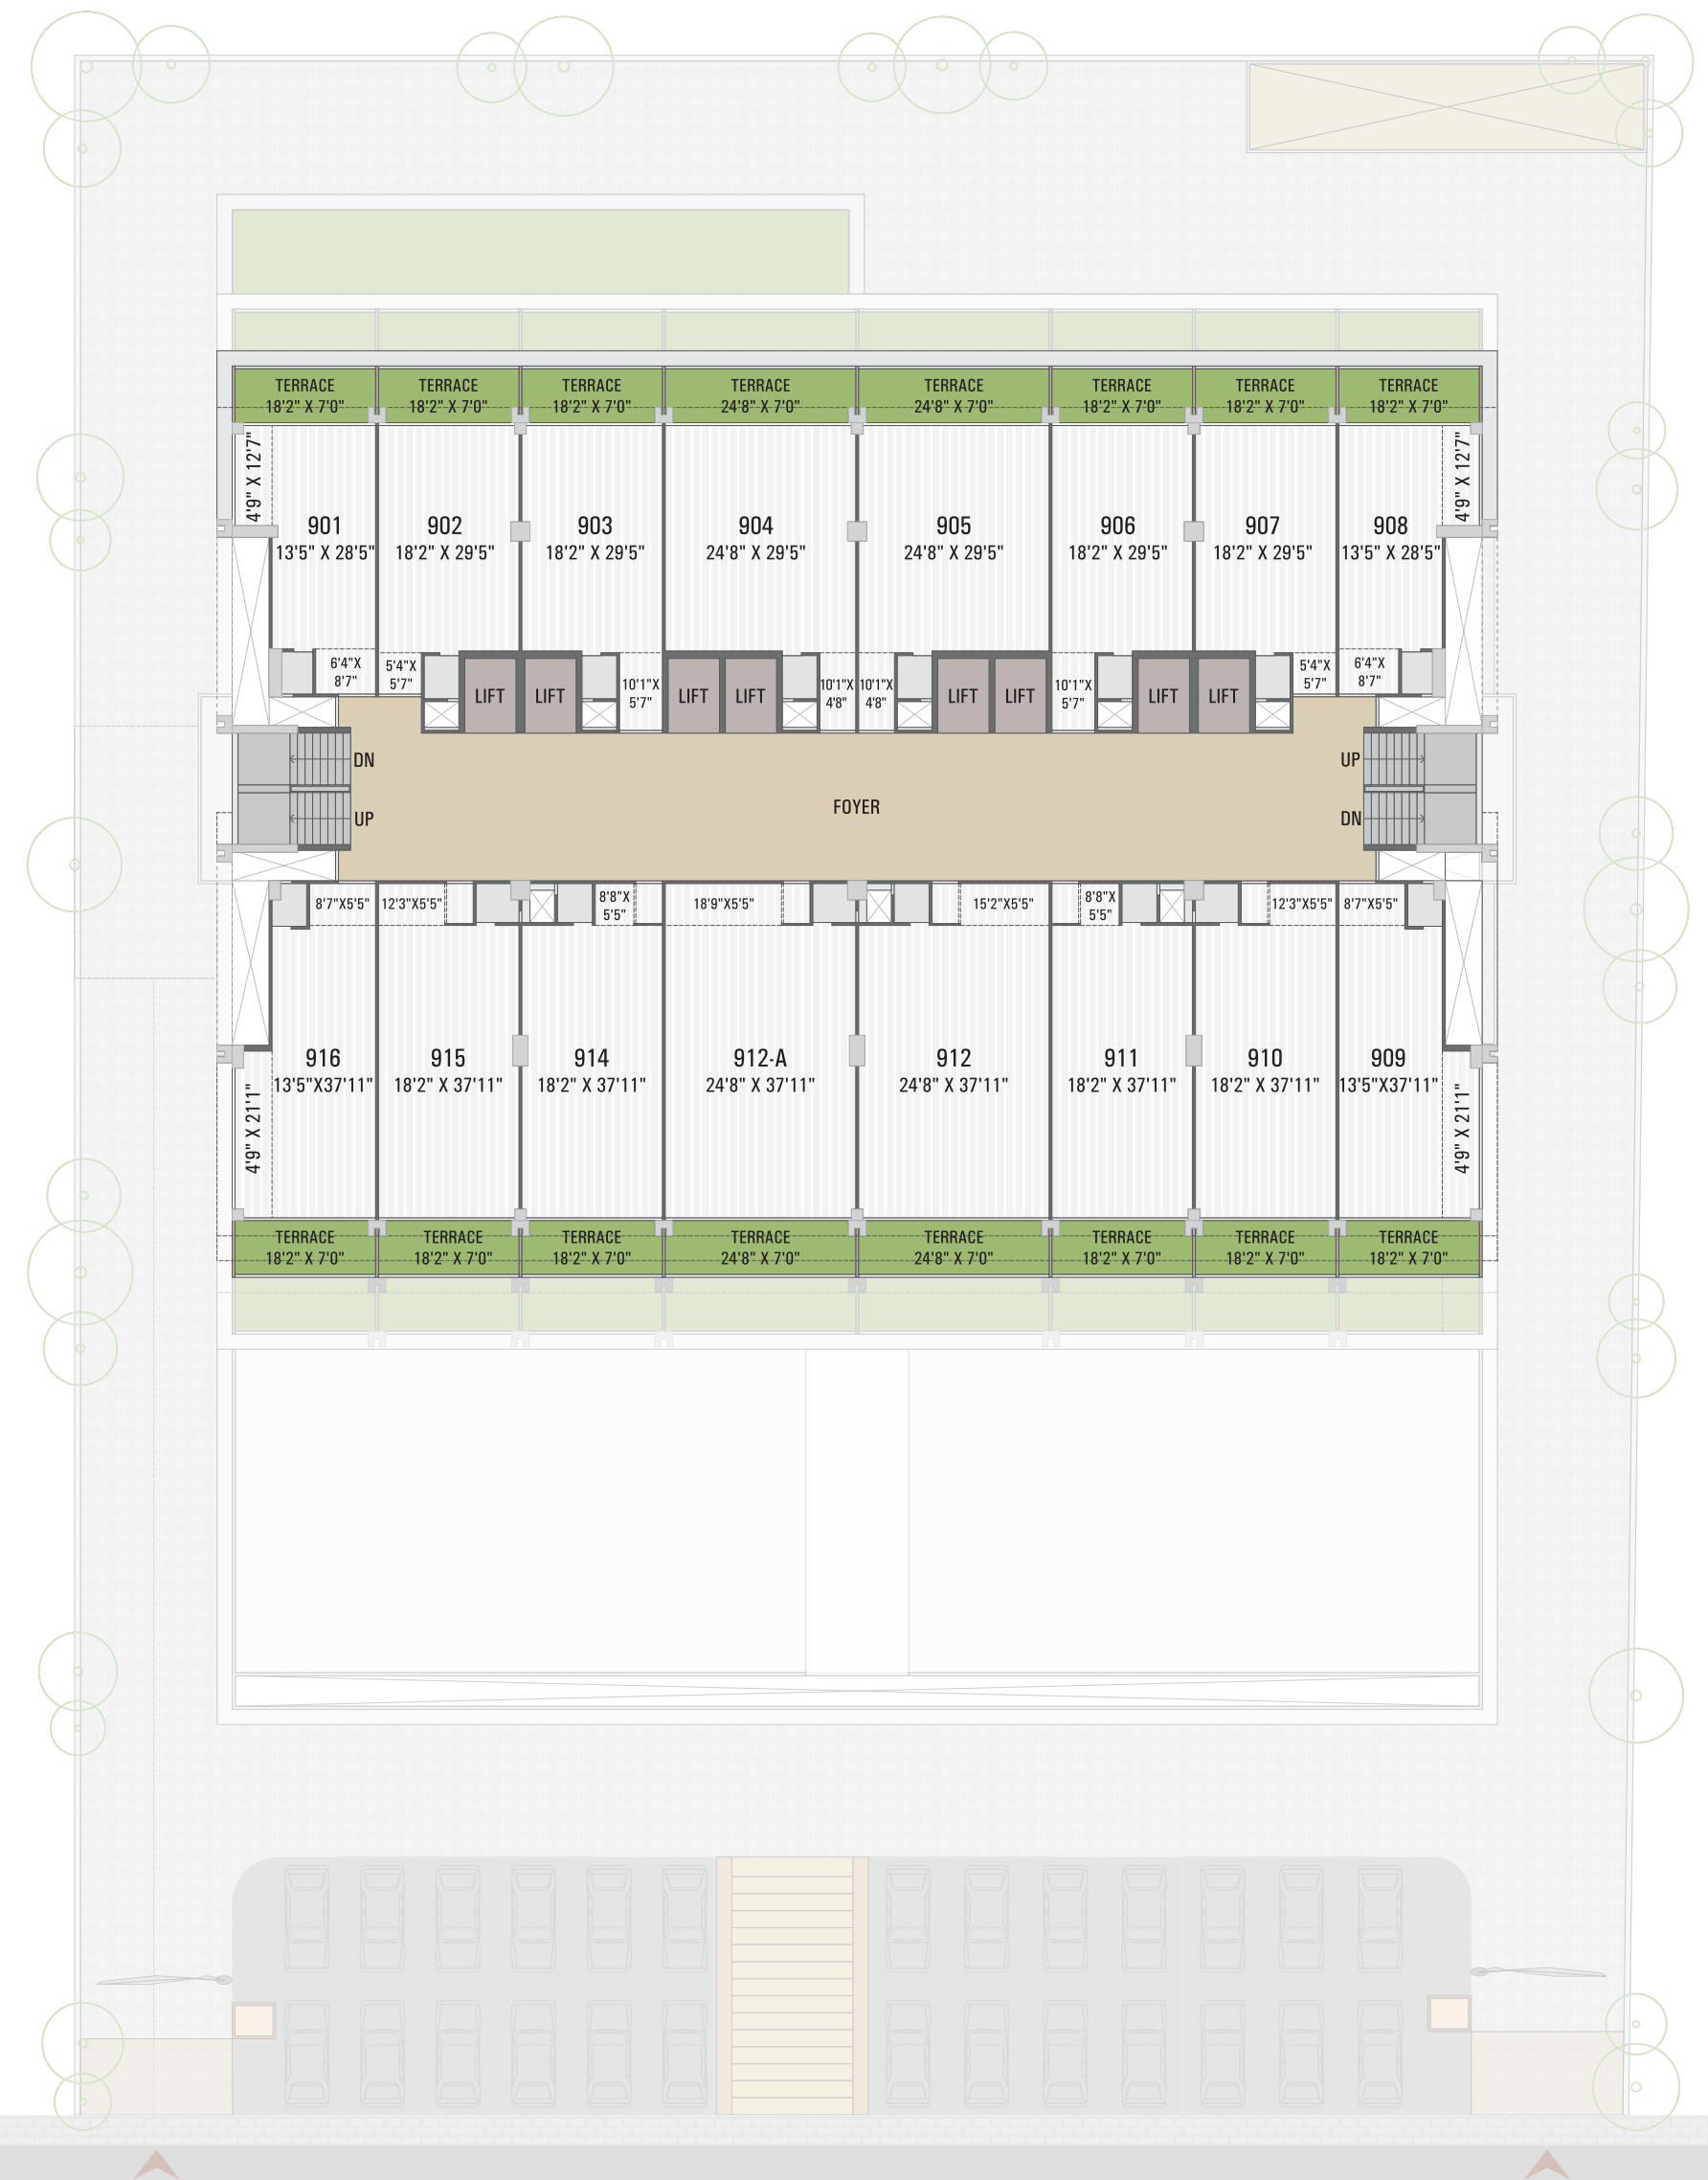 TERRACE
18'2" X 7'0"
TERRACE
18'2" X 7'0"
TERRACE
18'2" X 7'0"
TERRACE
24'8" X 7'0"
TERRACE
24'8" X 7'0"
TERRACE
18'2" X 7'0"
TERRACE
18'2" X 7'0"
TERRACE
18'2" X 7'0"
4'9" X 12'7"
901
13'5" X 28'5"
902
18'2" X 29'5"
903
18'2" X 29'5"
904
24'8" X 29'5"
905
24'8" X 29'5"
906
18'2" X 29'5"
907
18'2" X 29'5"
908
13'5" X 28'5"
4'9" X 12'7"
6'4"X
8'7"
5'4"X
5'7"
LIFT
LIFT
10'1"X
5'7"
LIFT
LIFT
10'1"X
4'8"
10'1"X
4'8"
LIFT
LIFT
10'1"X
5'7"
LIFT
LIFT
5'4"X
5'7"
6'4"X
8'7"
DN
UP
FOYER
UP
DN
8'7"X5'5"
12'3"X5'5"
8'8"X
5'5"
18'9"X5'5"
15'2"X5'5"
8'8"X
5'5"
12'3"X5'5"
8'7"X5'5"
4'9" X 21'1"
916
13'5"X37'11"
915
18'2" X 37'11"
914
18'2" X 37'11"
912-A
24'8" X 37'11"
912
24'8" X 37'11"
911
18'2" X 37'11"
910
18'2" X 37'11"
909
13'5"X37'11"
4'9" X 21'1"
TERRACE
18'2" X 7'0"
TERRACE
18'2" X 7'0"
TERRACE
18'2" X 7'0"
TERRACE
24'8" X 7'0"
TERRACE
24'8" X 7'0"
TERRACE
18'2" X 7'0"
TERRACE
18'2" X 7'0"
TERRACE
18'2" X 7'0"